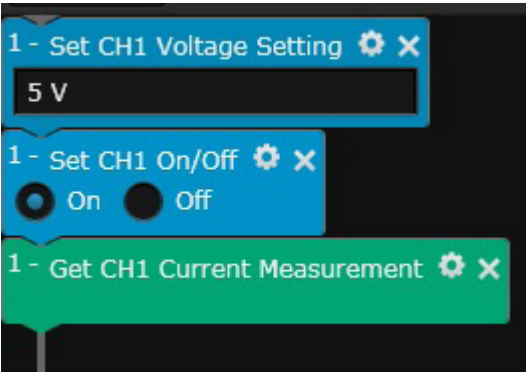 1 - Set CH1 Voltage Setting
5 V
1 - Set CH1 On/Off
On Off
1 - Get CH1 Current Measurement